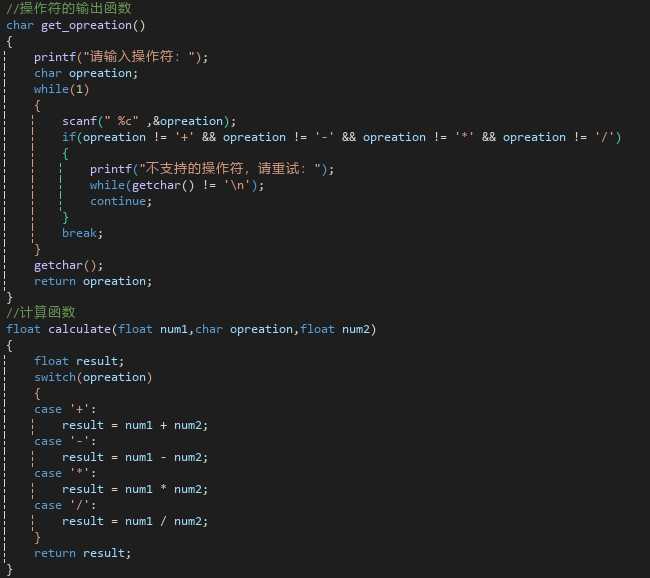 //操作符的输出函数
char get_opreation()
{
    printf("请输入操作符: ");
    char opreation;
    while(1)
    {
        scanf(" %c" ,&opreation);
        if(opreation != '+' && opreation != '-' && opreation != '*' && opreation != '/')
        {
            printf("不支持的操作符，请重试: ");
            while(getchar() != '\n');
            continue;
        }
        break;
    }
    getchar();
    return opreation;
}
//计算函数
float calculate(float num1,char opreation,float num2)
{
    float result;
    switch(opreation)
    {
    case '+':
        result = num1 + num2;
    case '-':
        result = num1 - num2;
    case '*':
        result = num1 * num2;
    case '/':
        result = num1 / num2;
    }
    return result;
}